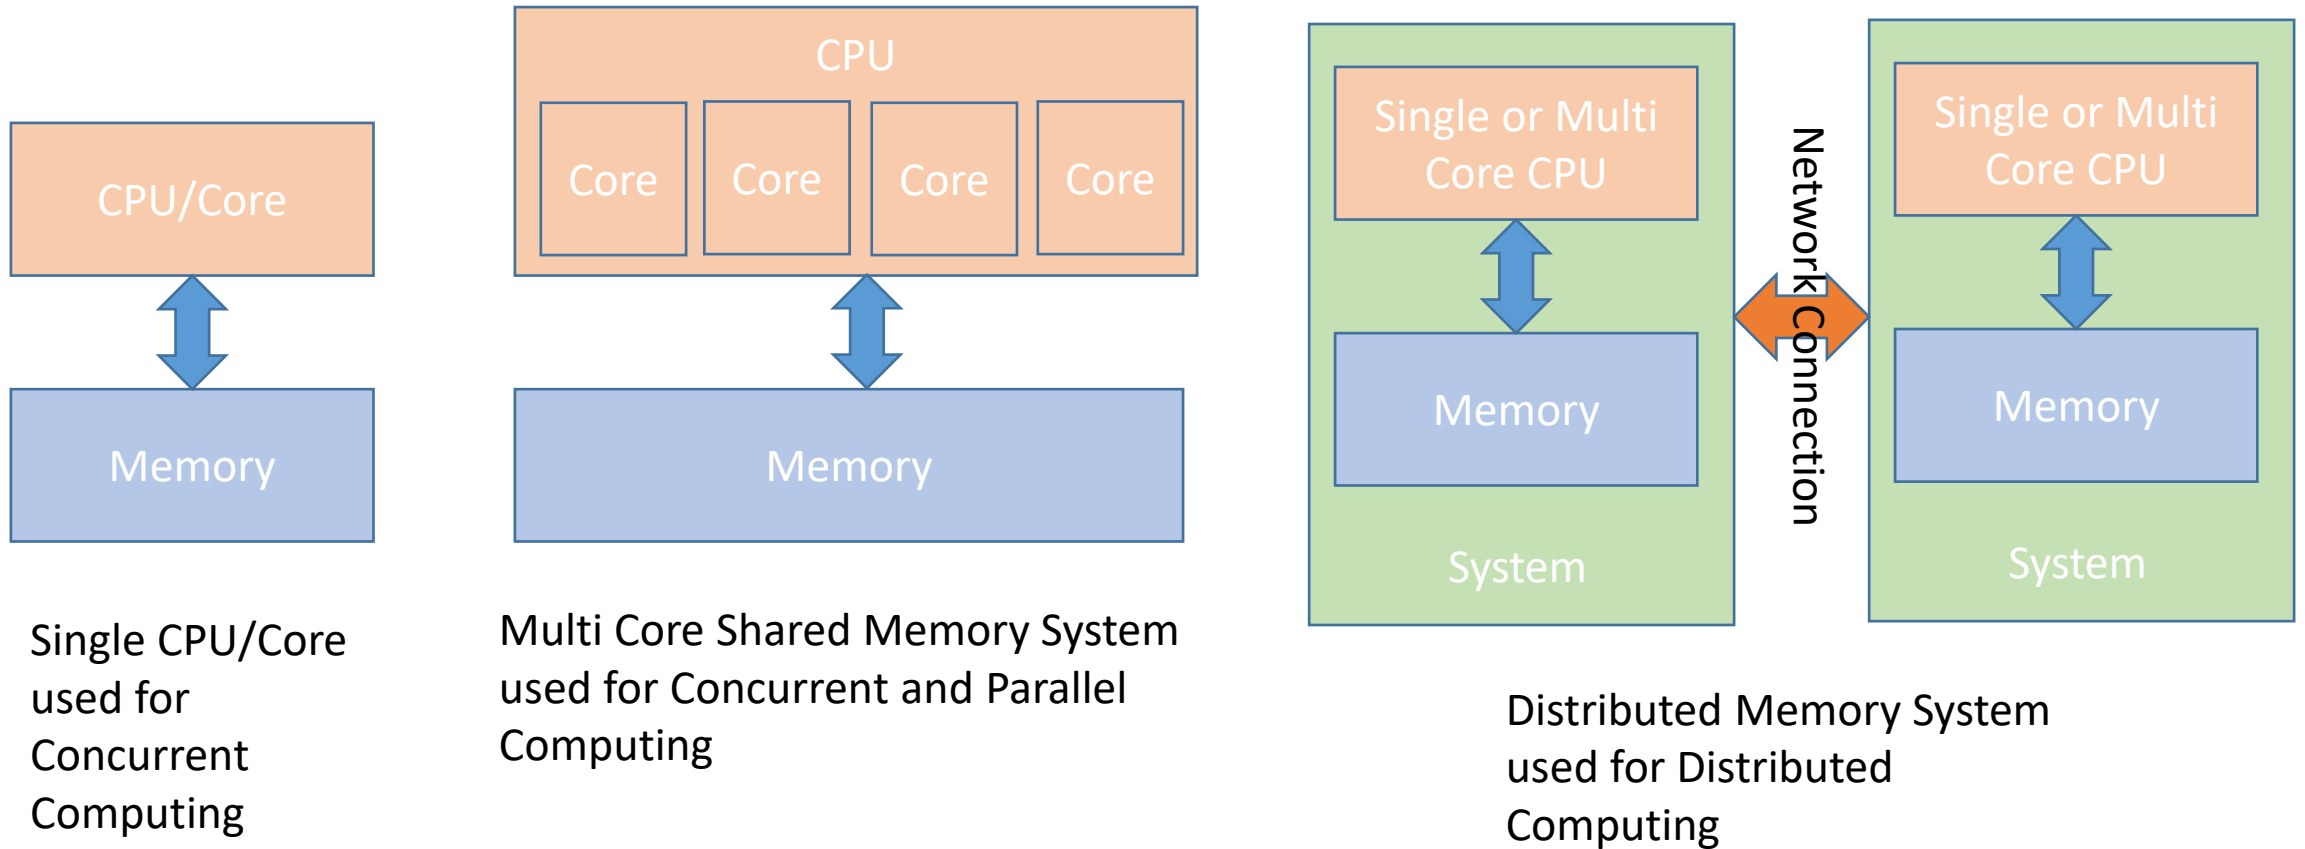 CPU/Core
Memory
Single CPU/Core
used for
Concurrent
Computing
CPU
Core
Core
Core
Core
Memory
Multi Core Shared Memory System
used for Concurrent and Parallel
Computing
Single or Multi
Core CPU
Memory
System
Network Connection
Single or Multi
Core CPU
Memory
System
Distributed Memory System
used for Distributed
Computing